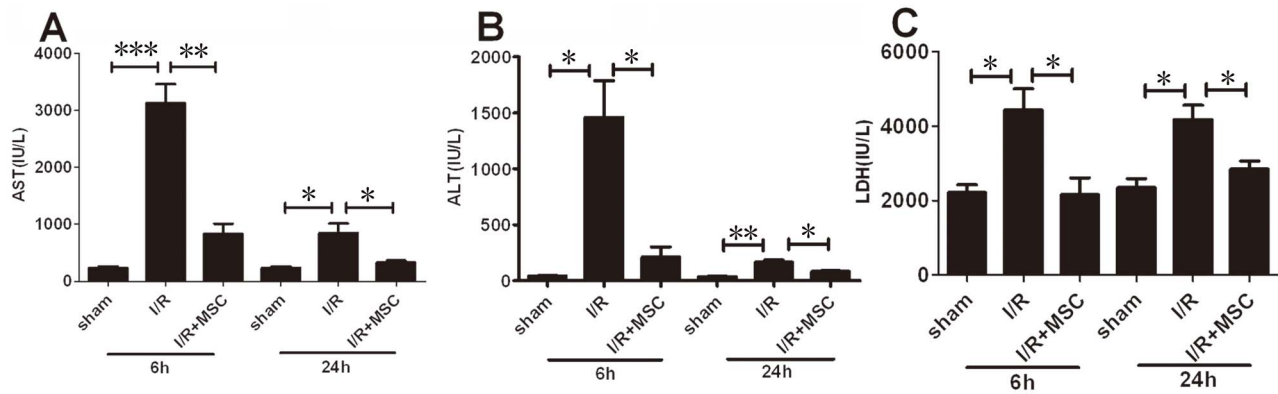 A
AST(IU/L)
4000
3000
2000
1000
0
*** **
* *
sham I/R I/R+MSC sham I/R I/R+MSC
6h 24h
B
ALT(IU/L)
2000
1500
1000
500
0
* *
** *
sham I/R I/R+MSC sham I/R I/R+MSC
6h 24h
C
LDH(IU/L)
6000
4000
2000
0
* * * *
sham I/R I/R+MSC sham I/R I/R+MSC
6h 24h